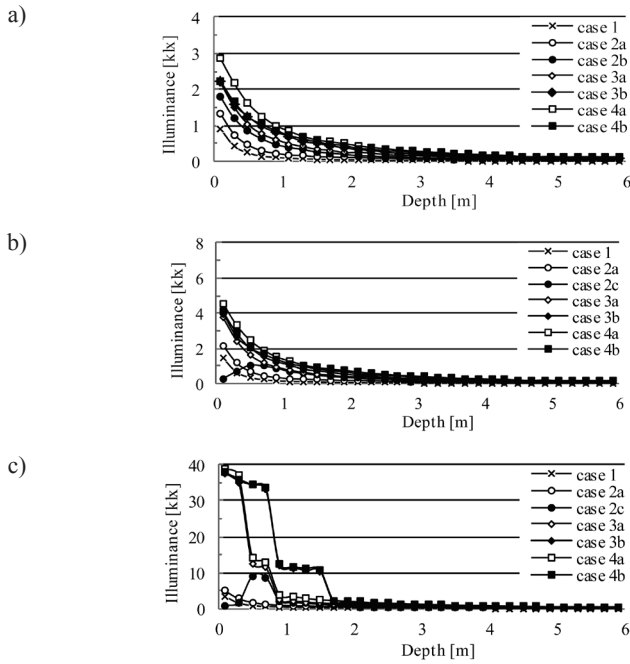 a)
Illuminance [klx]
4
3
2
1
0
0 1 2 3 4 5 6
Depth [m]
case 1
case 2a
case 2b
case 3a
case 3b
case 4a
case 4b
b)
Illuminance [klx]
8
6
4
2
0
0 1 2 3 4 5 6
Depth [m]
case 1
case 2a
case 2c
case 3a
case 3b
case 4a
case 4b
c)
Illuminance [klx]
40
30
20
10
0
0 1 2 3 4 5 6
Depth [m]
case 1
case 2a
case 2c
case 3a
case 3b
case 4a
case 4b